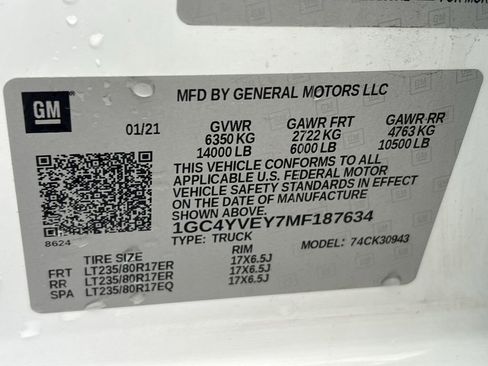 GM
MFD BY GENERAL MOTORS LLC
01/21
GVWR GAWR FRT GAWR RR
6350 KG 2722 KG 4763 KG
14000 LB 6000 LB 10500 LB
THIS VEHICLE CONFORMS TO ALL
APPLICABLE U.S. FEDERAL MOTOR
VEHICLE SAFETY STANDARDS IN EFFECT
ON THE DATE OF MANUFACTURE
SHOWN ABOVE.
1GC4YVEY7MF187634
8624
TYPE: TRUCK MODEL: 74CK30943
TIRE SIZE RIM
FRT LT235/80R17ER 17X6.5J
RR LT235/80R17ER 17X6.5J
SPA LT235/80R17EQ 17X6.5J